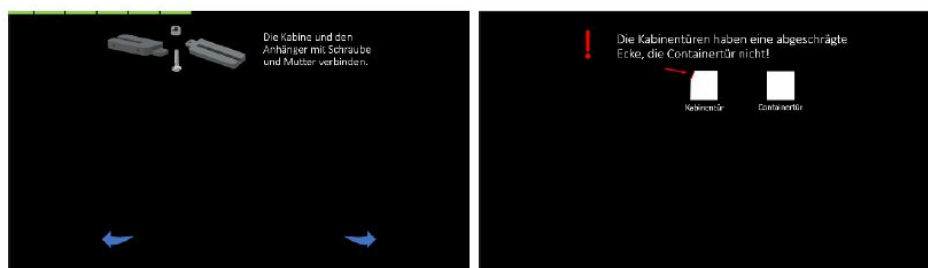 Die Kabine und den
Anhänger mit Schraube
und Mutter verbinden.
! Die Kabinentüren haben eine abgeschrägte
Ecke, die Containertür nicht!
Kabinentür Containertür